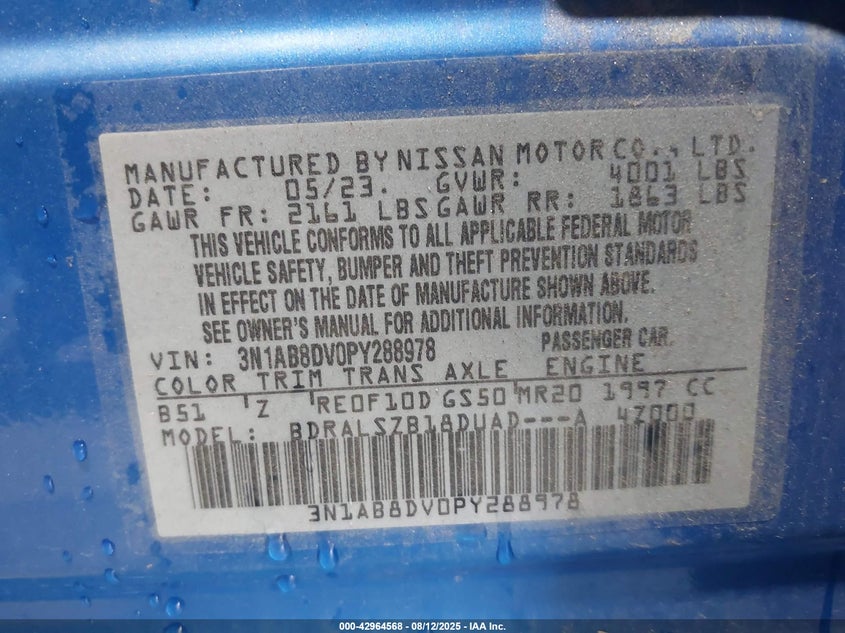 MANUFACTURED BY NISSAN MOTOR CO., LTD.
DATE: 05/23. GVWR: 4001 LBS
GAWR FR: 2161 LBS GAWR RR: 1863 LBS
THIS VEHICLE CONFORMS TO ALL APPLICABLE FEDERAL MOTOR
VEHICLE SAFETY, BUMPER AND THEFT PREVENTION STANDARDS
IN EFFECT ON THE DATE OF MANUFACTURE SHOWN ABOVE.
SEE OWNER'S MANUAL FOR ADDITIONAL INFORMATION.
VIN: 3N1AB8DV0PY288978 PASSENGER CAR.
COLOR TRIM TRANS AXLE ENGINE
B51 'Z RE0F10D GS50 MR20 1997 CC
MODEL: BDRALSZB18DUAD---A 4Z000
3N1AB8DV0PY288978
000-42964568 - 08/12/2025 - IAA Inc.